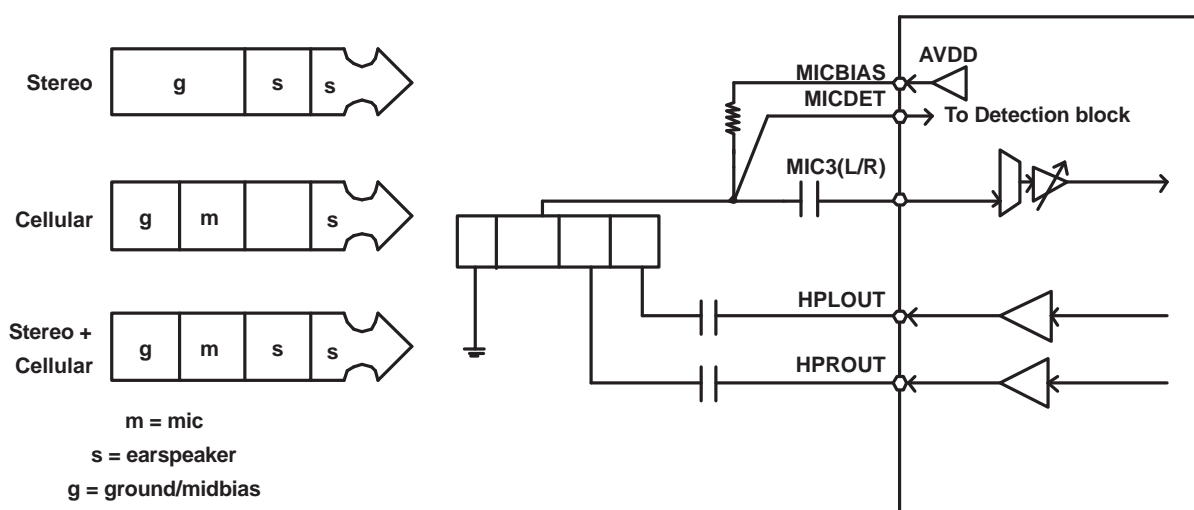 Stereo
g s s
Cellular
g m s
Stereo +
Cellular
g m s s
m = mic
s = earspeaker
g = ground/midbias
AVDD
MICBIAS
MICDET
To Detection block
MIC3(L/R)
HPLOUT
HPROUT